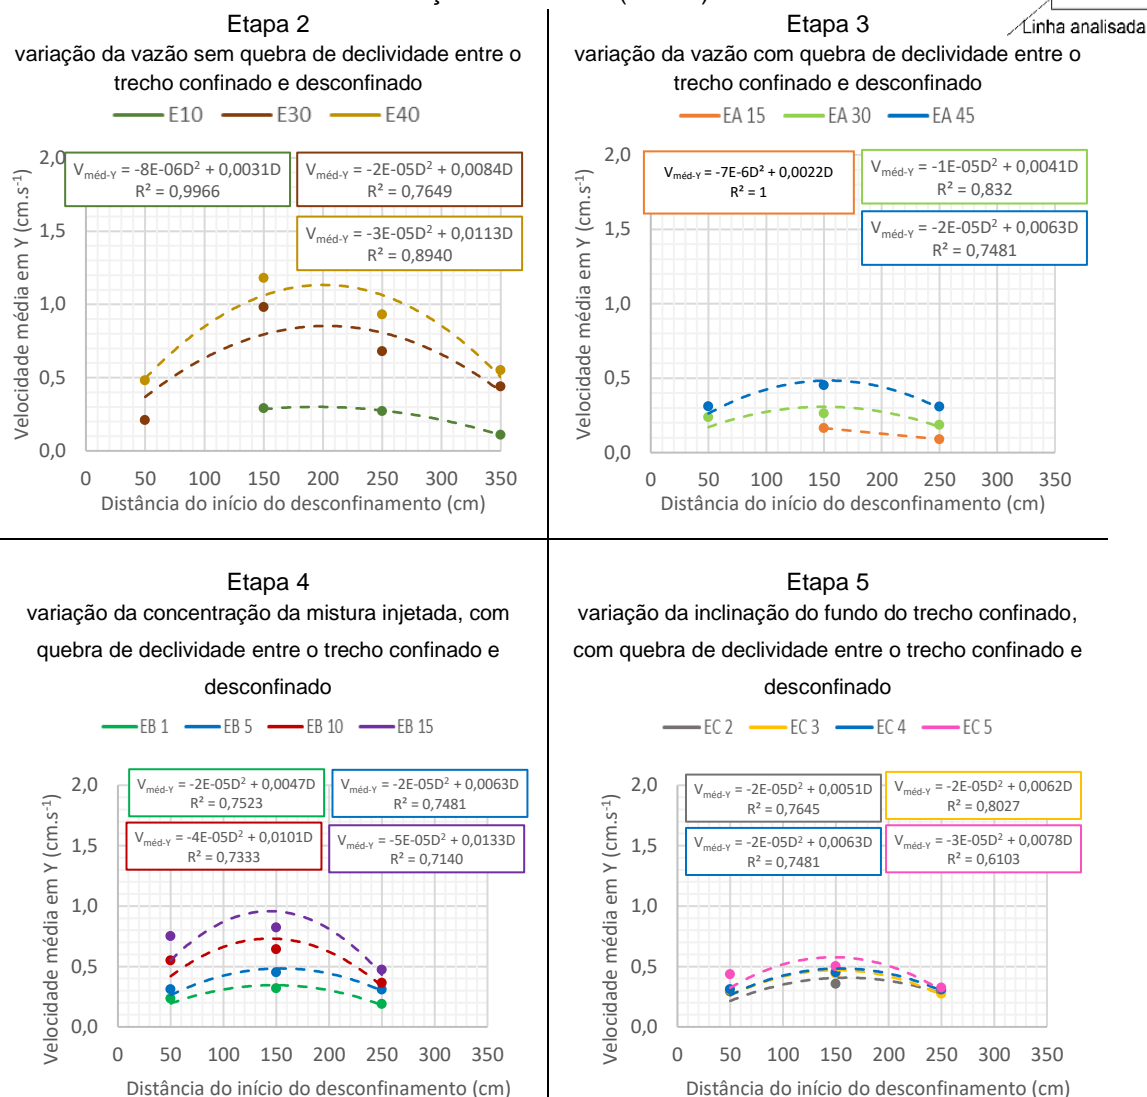 Linha analisada
Etapa 2
variação da vazão sem quebra de declividade entre o
trecho confinado e desconfinado
E10 E30 E40
V méd-Y = -8E-06D² + 0,0031D
R² = 0,9966
V méd-Y = -2E-05D² + 0,0084D
R² = 0,7649
V méd-Y = -3E-05D² + 0,0113D
R² = 0,8940
Velocidade média em Y (cm.s⁻¹)
2,0
1,5
1,0
0,5
0,0
0 50 100 150 200 250 300 350
Distância do início do desconfinamento (cm)
Etapa 3
variação da vazão com quebra de declividade entre o
trecho confinado e desconfinado
EA 15 EA 30 EA 45
V méd-Y = -7E-6D² + 0,0022D
R² = 1
V méd-Y = -1E-05D² + 0,0041D
R² = 0,832
V méd-Y = -2E-05D² + 0,0063D
R² = 0,7481
Velocidade média em Y (cm.s⁻¹)
2,0
1,5
1,0
0,5
0,0
0 50 100 150 200 250 300 350
Distância do início do desconfinamento (cm)
Etapa 4
variação da concentração da mistura injetada, com
quebra de declividade entre o trecho confinado e
desconfinado
EB 1 EB 5 EB 10 EB 15
V méd-Y = -2E-05D² + 0,0047D
R² = 0,7523
V méd-Y = -2E-05D² + 0,0063D
R² = 0,7481
V méd-Y = -4E-05D² + 0,0101D
R² = 0,7333
V méd-Y = -5E-05D² + 0,0133D
R² = 0,7140
Velocidade média em Y (cm.s⁻¹)
2,0
1,5
1,0
0,5
0,0
0 50 100 150 200 250 300 350
Distância do início do desconfinamento (cm)
Etapa 5
variação da inclinação do fundo do trecho confinado,
com quebra de declividade entre o trecho confinado e
desconfinado
EC 2 EC 3 EC 4 EC 5
V méd-Y = -2E-05D² + 0,0051D
R² = 0,7645
V méd-Y = -2E-05D² + 0,0062D
R² = 0,8027
V méd-Y = -2E-05D² + 0,0063D
R² = 0,7481
V méd-Y = -3E-05D² + 0,0078D
R² = 0,6103
Velocidade média em Y (cm.s⁻¹)
2,0
1,5
1,0
0,5
0,0
0 50 100 150 200 250 300 350
Distância do início do desconfinamento (cm)